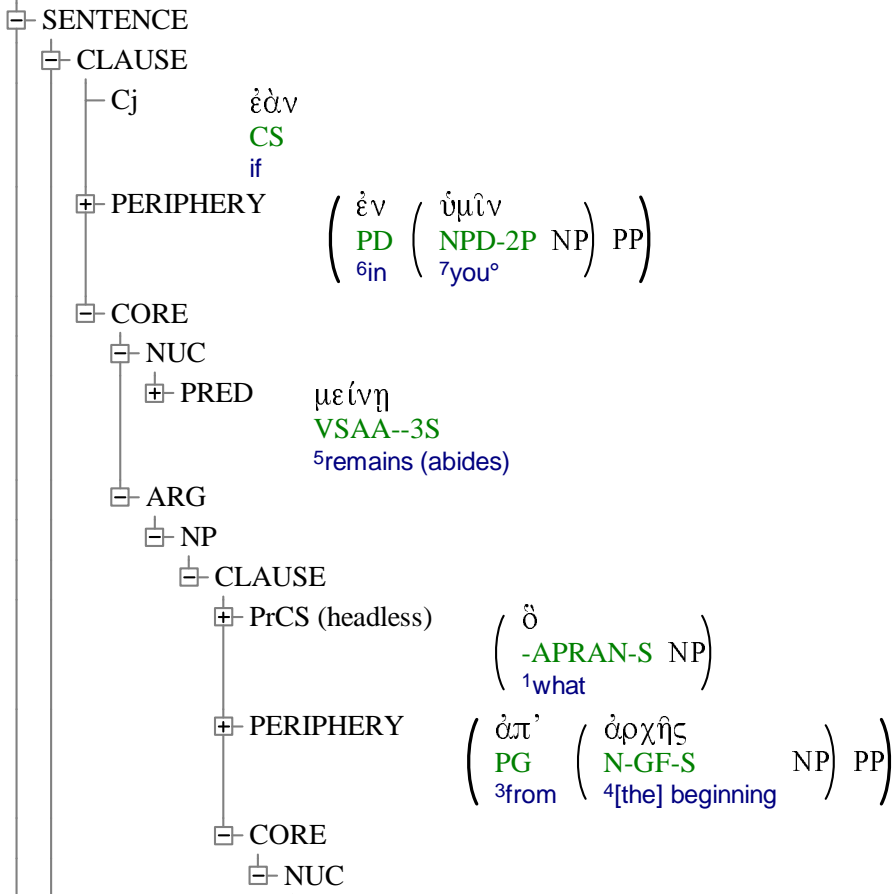 SENTENCE
CLAUSE
Cj ἐὰν
CS
if
PERIPHERY ( ἐν ( ὑμῖν
PD NPD-2P NP) PP)
6in 7you°
CORE
NUC
PRED μείνῃ
VSAA--3S
5remains (abides)
ARG
NP
CLAUSE
PrCS (headless) ( ὃ
-APRAN-S NP)
1what
PERIPHERY ( ἀπ’ ( ἀρχῆς
PG N-GF-S NP) PP)
3from 4[the] beginning
CORE
NUC